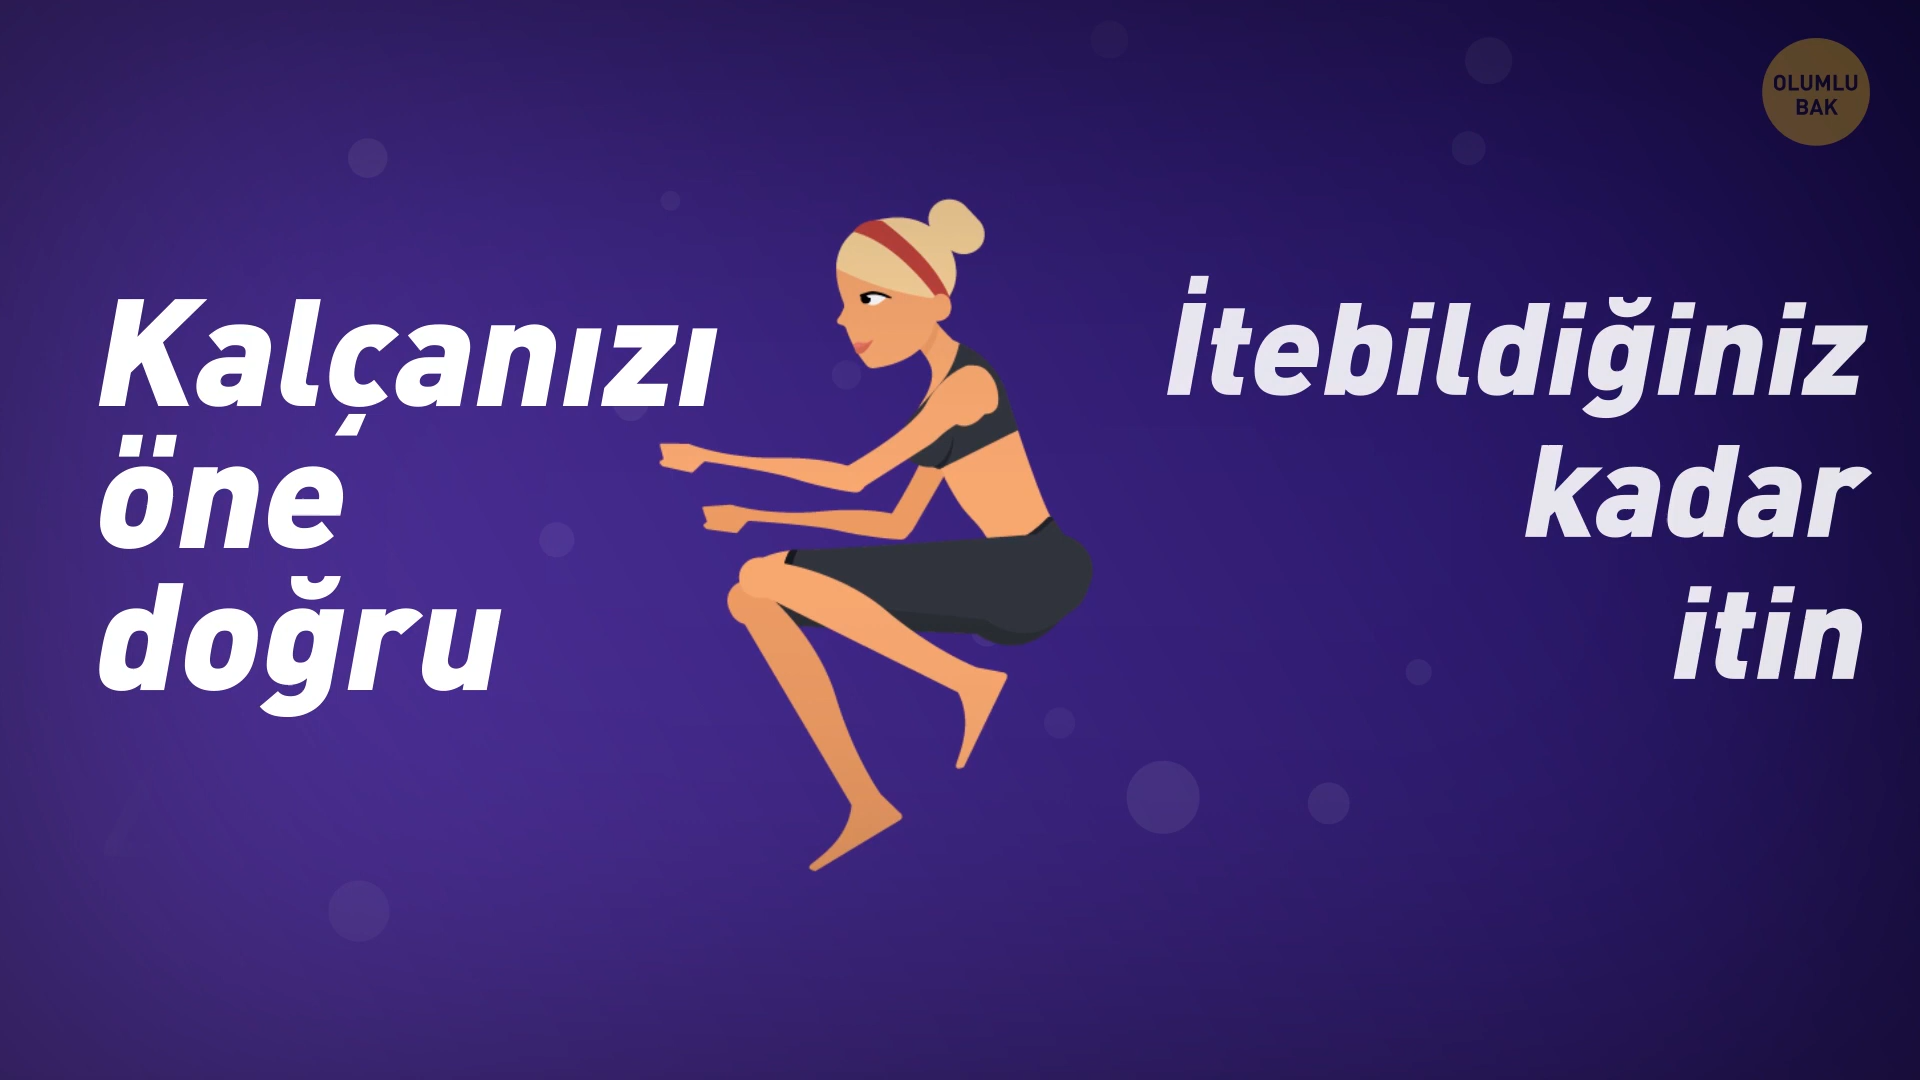 Kalçanızı
öne
doğru
İtebildiğiniz
kadar
itin
OLUMLU
BAK